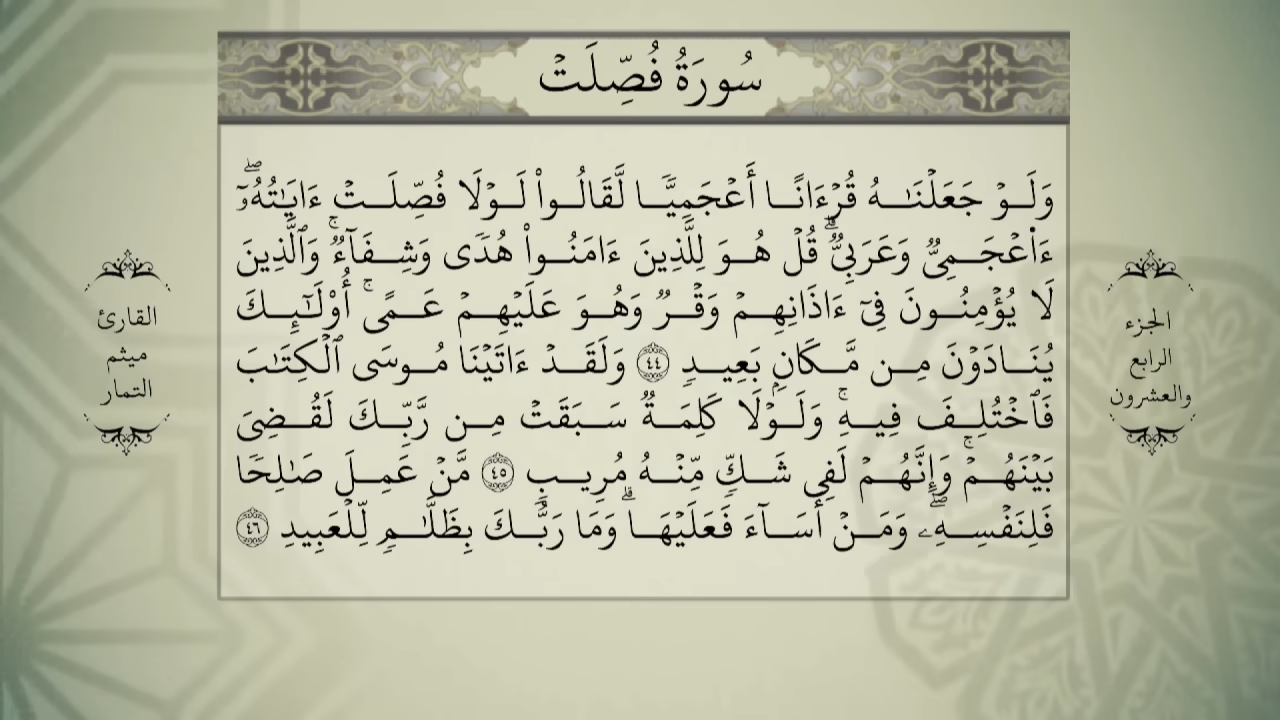 سُورَةُ فُصِّلَتْ
وَلَوْ جَعَلْنَٰهُ قُرْءَانًا أَعْجَمِيًّا لَّقَالُوا۟ لَوْلَا فُصِّلَتْ ءَايَٰتُهُۥٓ ۖ
ءَا۬عْجَمِىٌّ وَعَرَبِىٌّ ۗ قُلْ هُوَ لِلَّذِينَ ءَامَنُوا۟ هُدًى وَشِفَآءٌ ۚ وَٱلَّذِينَ
لَا يُؤْمِنُونَ فِىٓ ءَاذَانِهِمْ وَقْرٌ وَهُوَ عَلَيْهِمْ عَمًى ۚ أُو۟لَٰٓئِكَ
يُنَادَوْنَ مِن مَّكَانٍۭ بَعِيدٍ ٤٤ وَلَقَدْ ءَاتَيْنَا مُوسَى ٱلْكِتَٰبَ
فَٱخْتُلِفَ فِيهِ ۚ وَلَوْلَا كَلِمَةٌ سَبَقَتْ مِن رَّبِّكَ لَقُضِىَ
بَيْنَهُمْ ۚ وَإِنَّهُمْ لَفِى شَكٍّ مِّنْهُ مُرِيبٍ ٤٥ مَّنْ عَمِلَ صَٰلِحًا
فَلِنَفْسِهِۦ ۖ وَمَنْ أَسَآءَ فَعَلَيْهَا ۗ وَمَا رَبُّكَ بِظَلَّٰمٍ لِّلْعَبِيدِ ٤٦
الجزء
الرابع
والعشرون
القارئ
ميثم
التمار